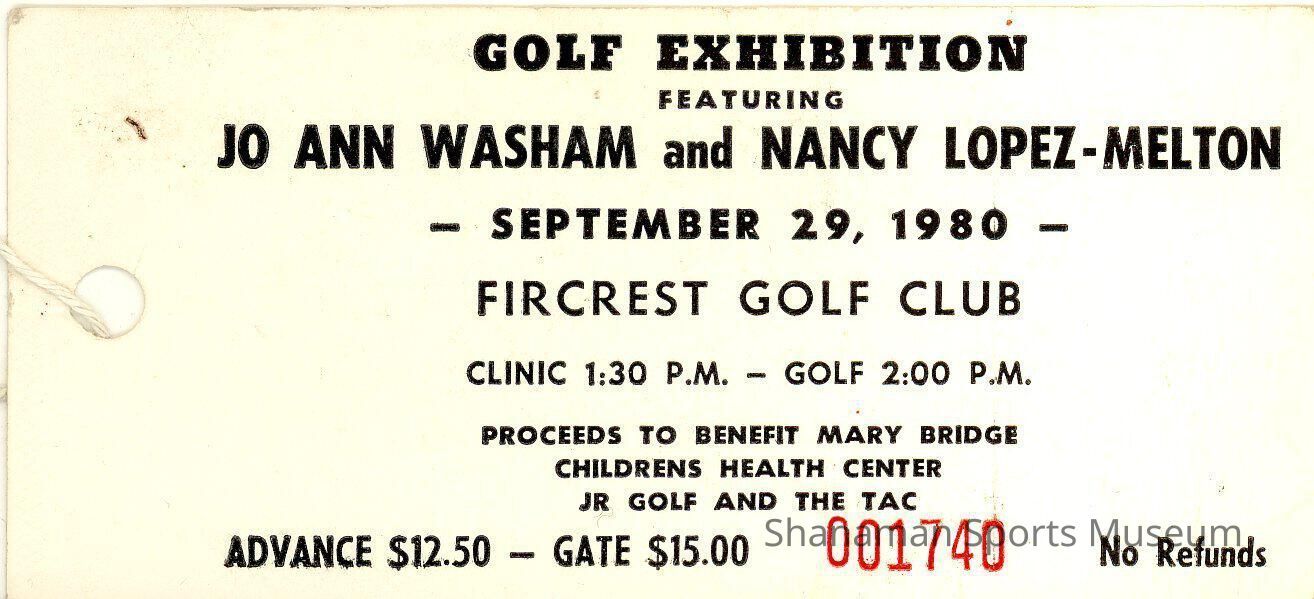 GOLF EXHIBITION
FEATURING
JO ANN WASHAM and NANCY LOPEZ-MELTON
– SEPTEMBER 29, 1980 –
FIRCREST GOLF CLUB
CLINIC 1:30 P.M. – GOLF 2:00 P.M.
PROCEEDS TO BENEFIT MARY BRIDGE
CHILDRENS HEALTH CENTER
JR GOLF AND THE TAC
Shanaman Sports Museum
ADVANCE $12.50 – GATE $15.00 001740 No Refunds